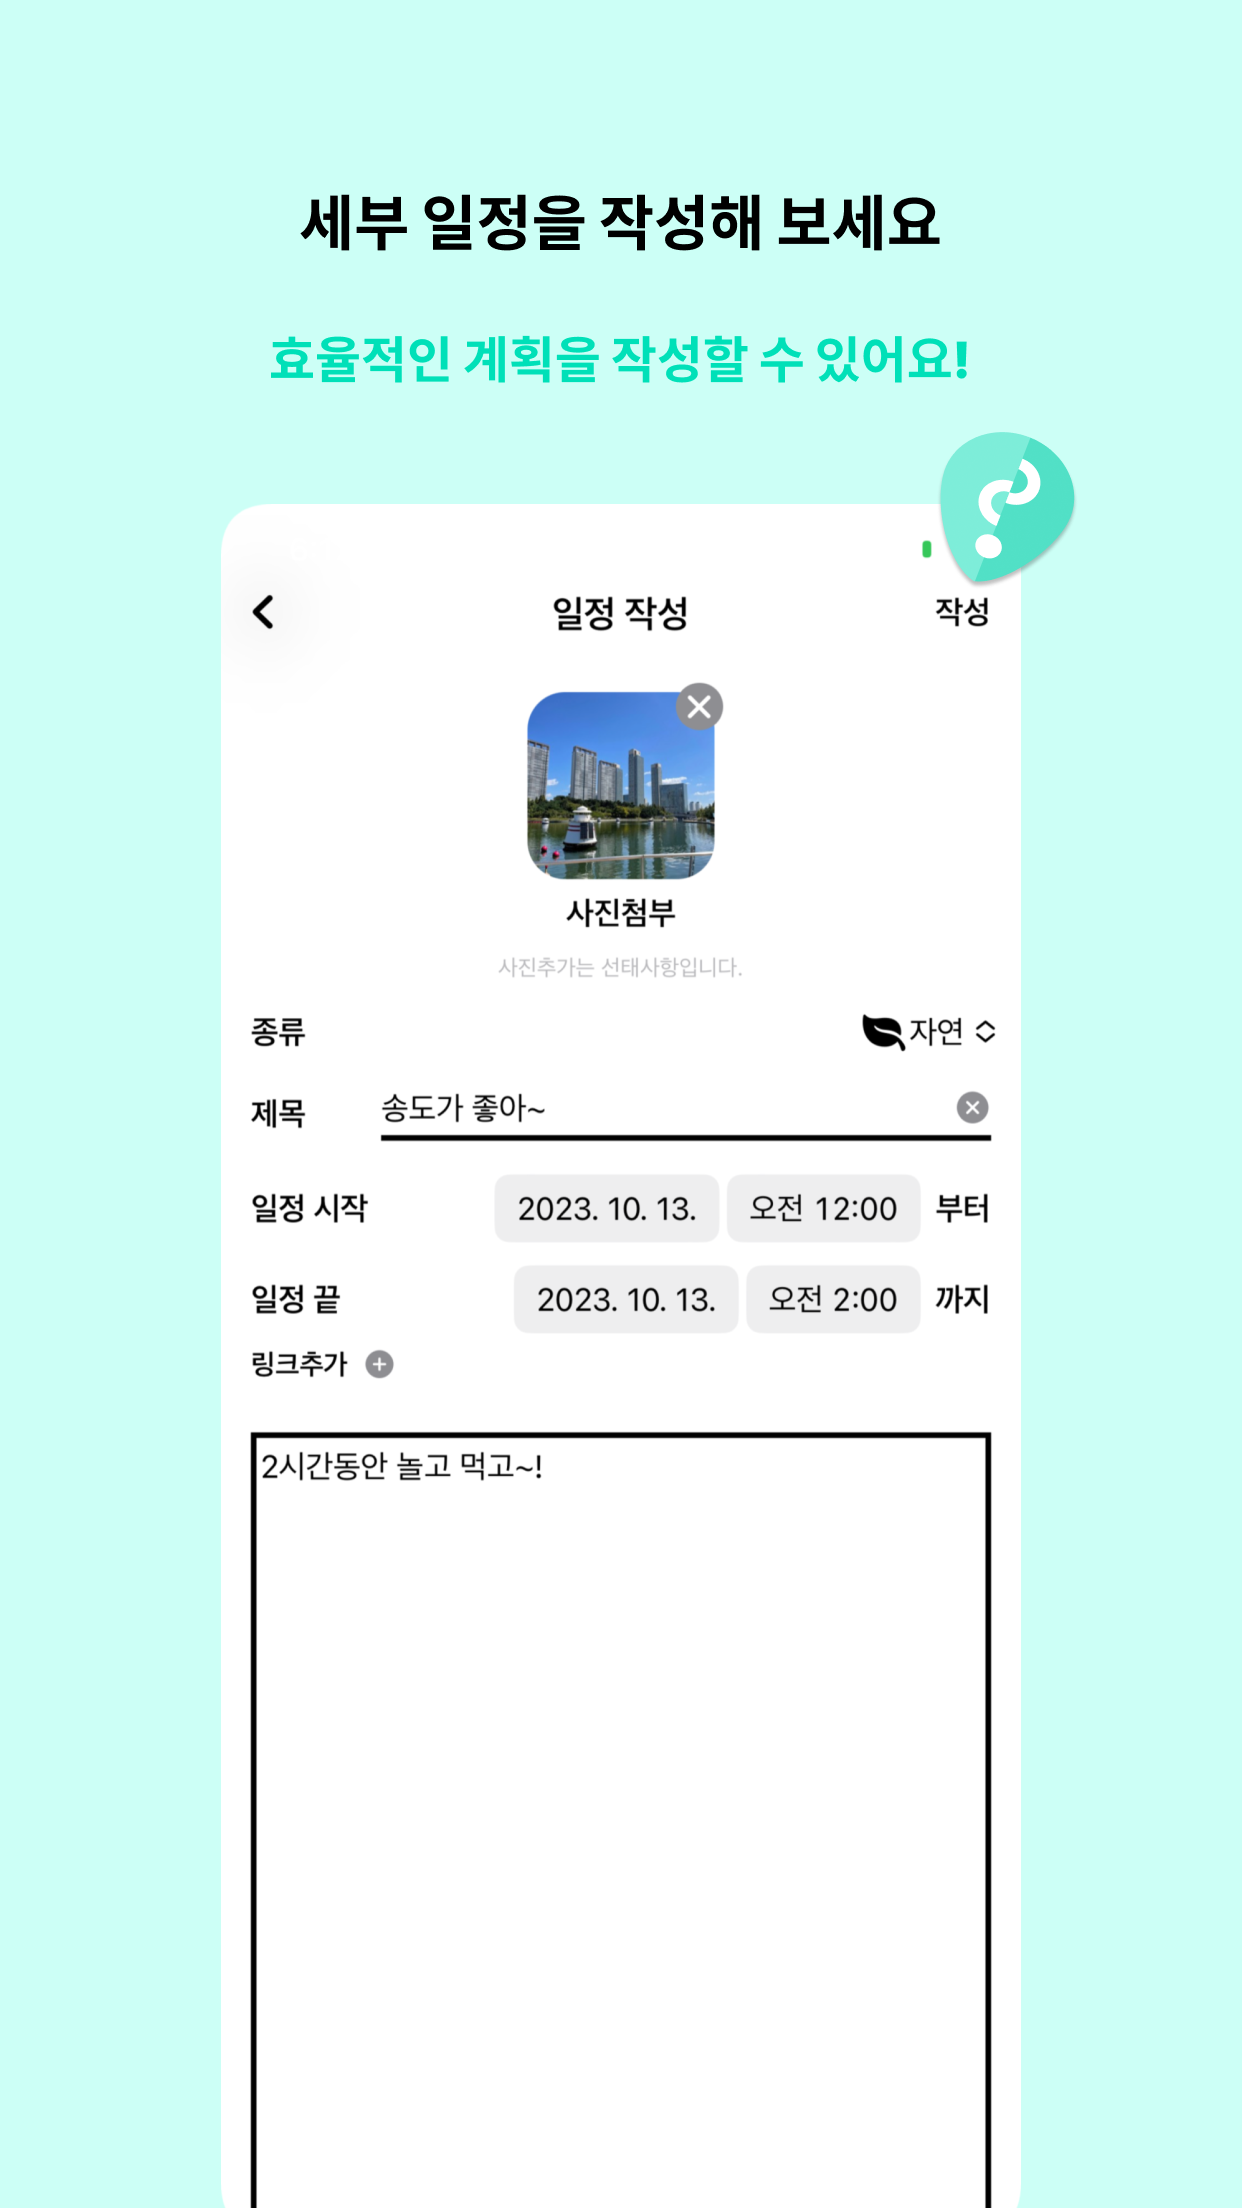 세부 일정을 작성해 보세요
효율적인 계획을 작성할 수 있어요!
일정 작성
작성
사진첨부
사진추가는 선태사항입니다.
종류
자연
제목
송도가 좋아~
일정 시작
2023. 10. 13.
오전 12:00
부터
일정 끝
2023. 10. 13.
오전 2:00
까지
링크추가
2시간동안 놀고 먹고~!